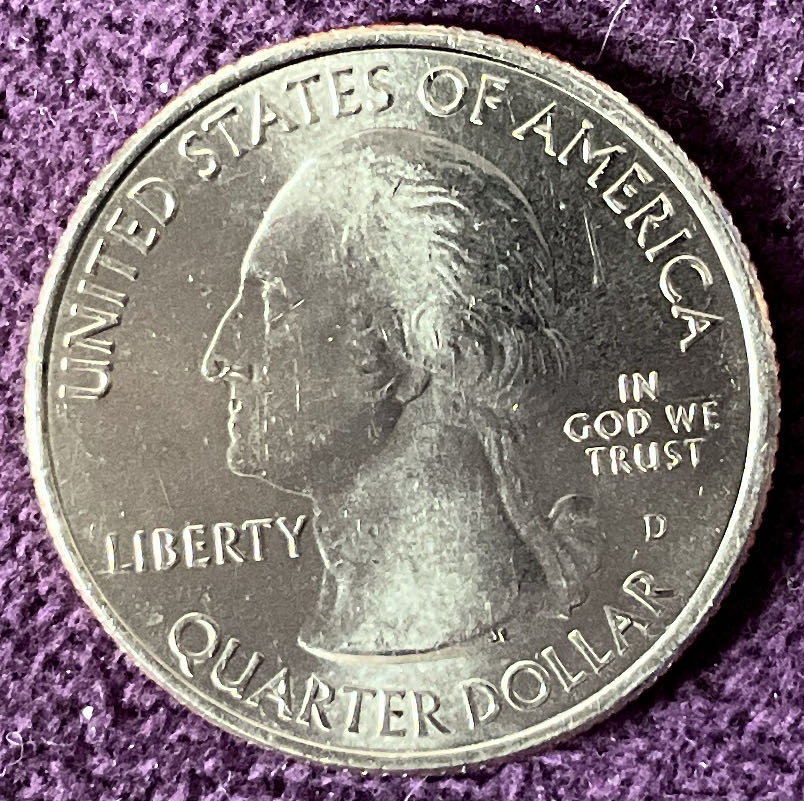 UNITED STATES OF AMERICA
IN
GOD WE
TRUST
LIBERTY
D
QUARTER DOLLAR